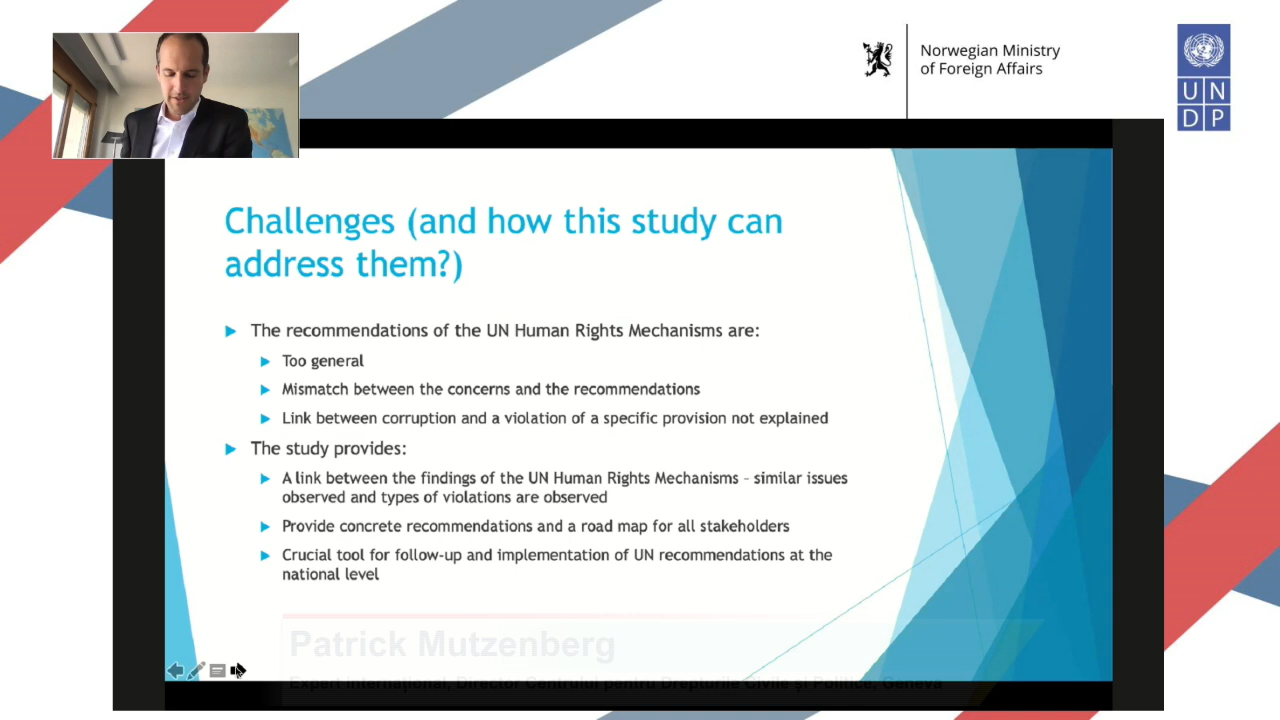 Norwegian Ministry
of Foreign Affairs
U N
D P
Challenges (and how this study can
address them?)
The recommendations of the UN Human Rights Mechanisms are:
Too general
Mismatch between the concerns and the recommendations
Link between corruption and a violation of a specific provision not explained
The study provides:
A link between the findings of the UN Human Rights Mechanisms – similar issues
observed and types of violations are observed
Provide concrete recommendations and a road map for all stakeholders
Crucial tool for follow-up and implementation of UN recommendations at the
national level
Patrick Mutzenberg
Expert internațional, Director Centrului pentru Drepturile Civile și Politice, Geneva